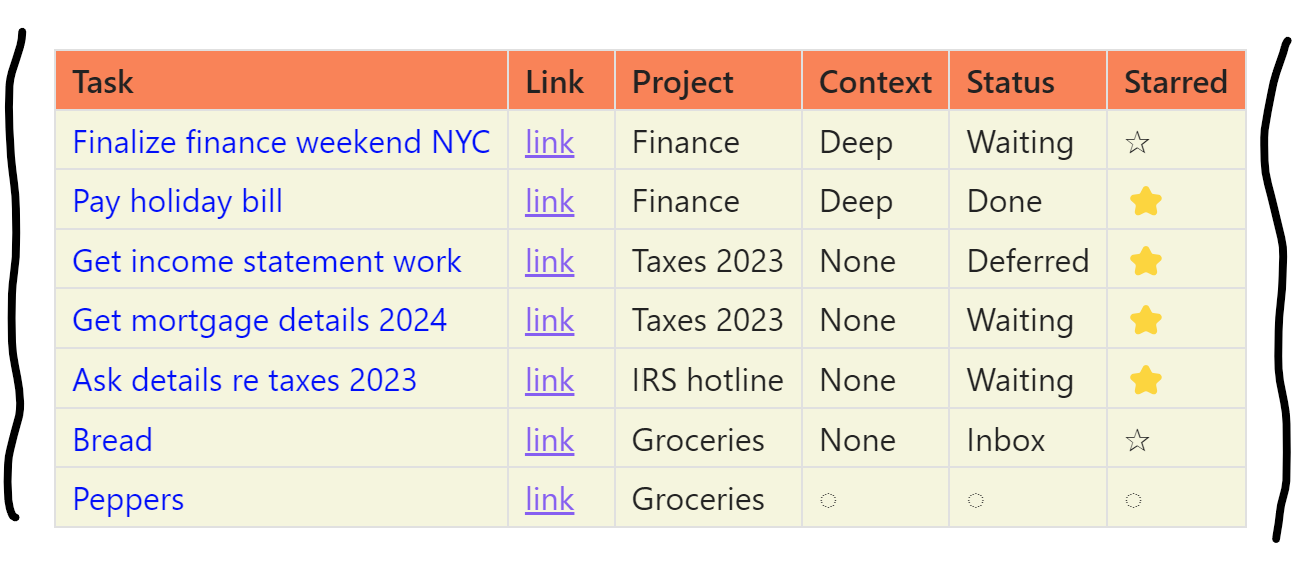 Task Link Project Context Status Starred
Finalize finance weekend NYC link Finance Deep Waiting ☆
Pay holiday bill link Finance Deep Done ⭐
Get income statement work link Taxes 2023 None Deferred ⭐
Get mortgage details 2024 link Taxes 2023 None Waiting ⭐
Ask details re taxes 2023 link IRS hotline None Waiting ⭐
Bread link Groceries None Inbox ☆
Peppers link Groceries ◌ ◌ ◌